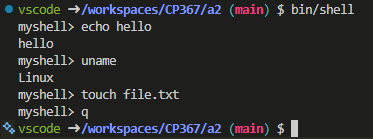 vscode ➜ /workspaces/CP367/a2 (main) $ bin/shell
myshell> echo hello
hello
myshell> uname
Linux
myshell> touch file.txt
myshell> q
vscode ➜ /workspaces/CP367/a2 (main) $